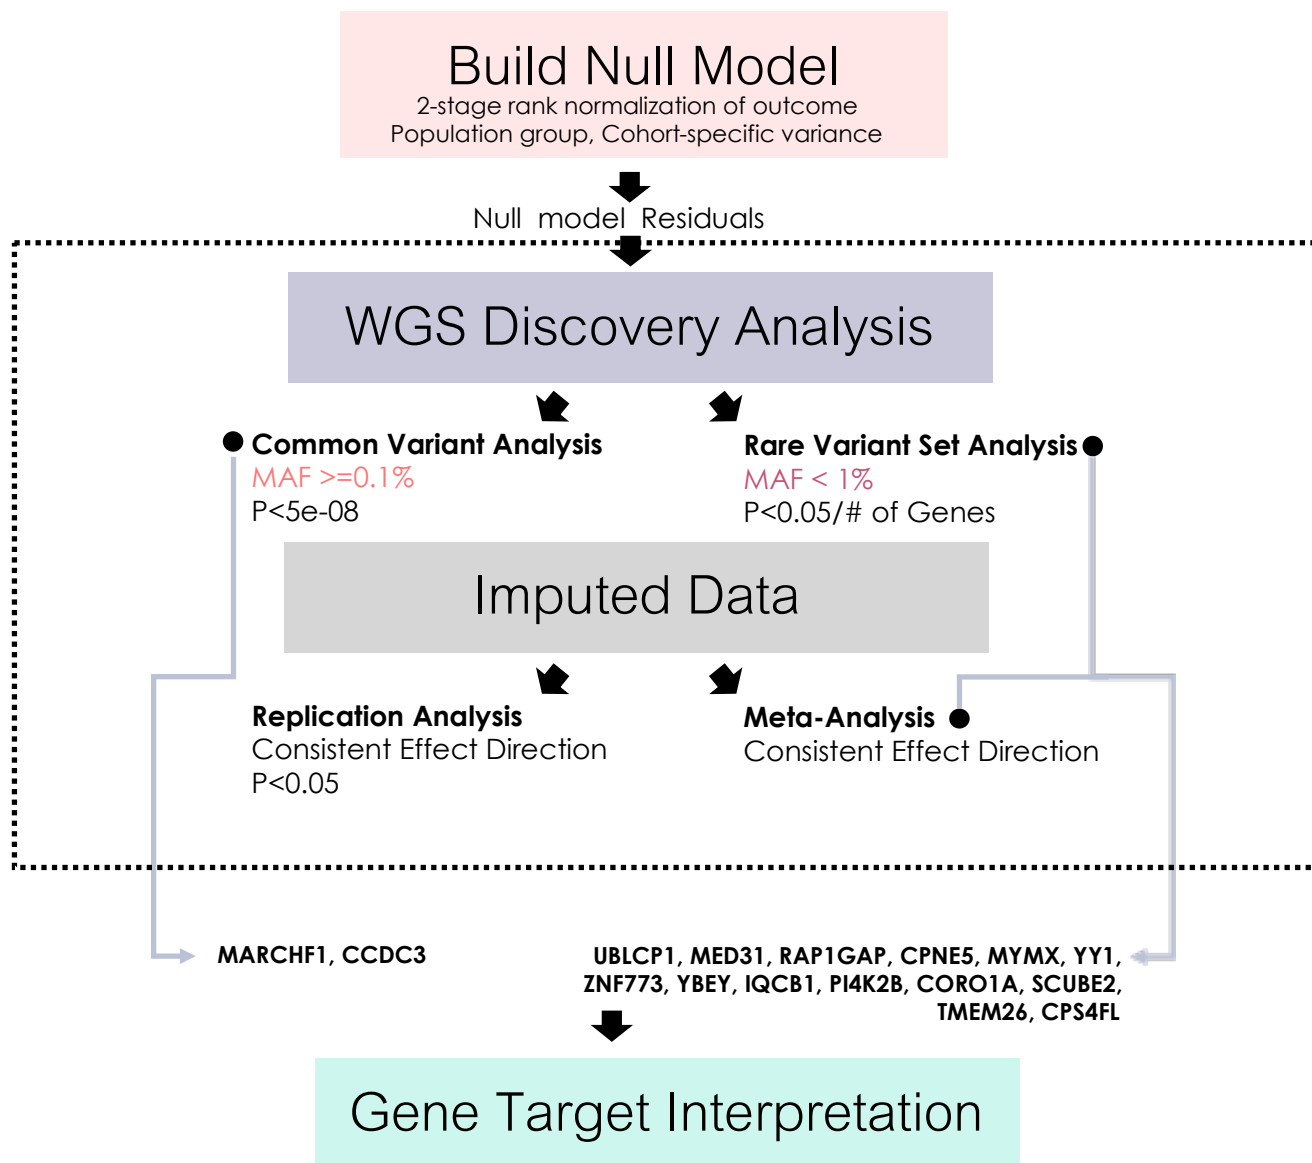 Build Null Model
2-stage rank normalization of outcome
Population group, Cohort-specific variance
Null model Residuals
WGS Discovery Analysis
Common Variant Analysis
MAF >=0.1%
P<5e-08
Rare Variant Set Analysis
MAF < 1%
P<0.05/# of Genes
Imputed Data
Replication Analysis
Consistent Effect Direction
P<0.05
Meta-Analysis
Consistent Effect Direction
MARCHF1, CCDC3
UBLCP1, MED31, RAP1GAP, CPNE5, MYMX, YY1,
ZNF773, YBEY, IQCB1, PI4K2B, CORO1A, SCUBE2,
TMEM26, CPS4FL
Gene Target Interpretation